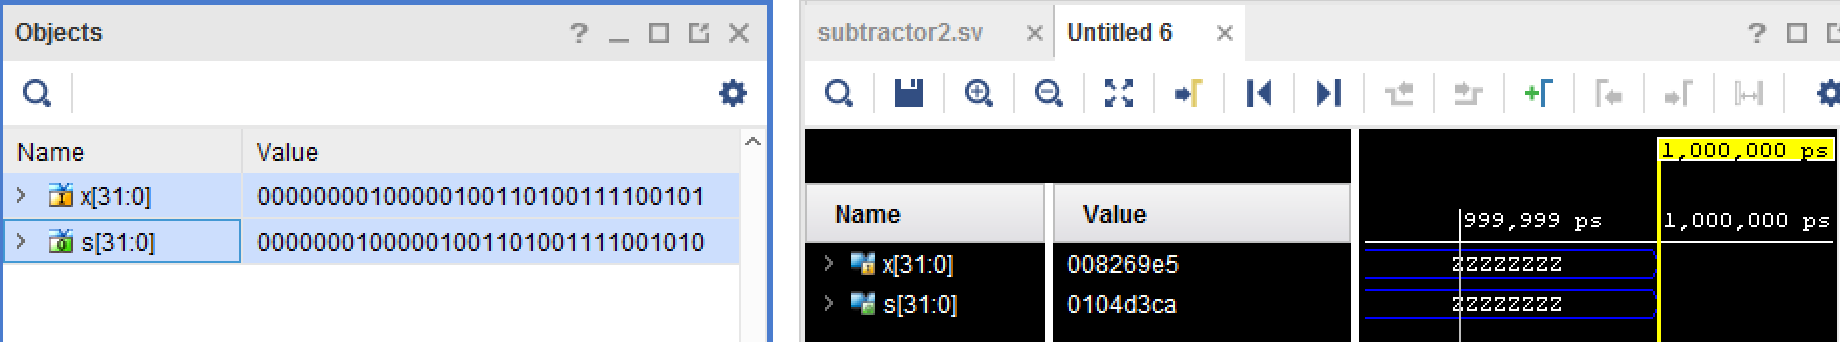 Objects
?
Name Value
x[31:0] 00000000100000100110100111100101
s[31:0] 00000001000001001101001111001010
subtractor2.sv Untitled 6
?
1,000,000 ps
Name Value 999,999 ps 1,000,000 ps
x[31:0] 008269e5 ZZZZZZZZ
s[31:0] 0104d3ca ZZZZZZZZ